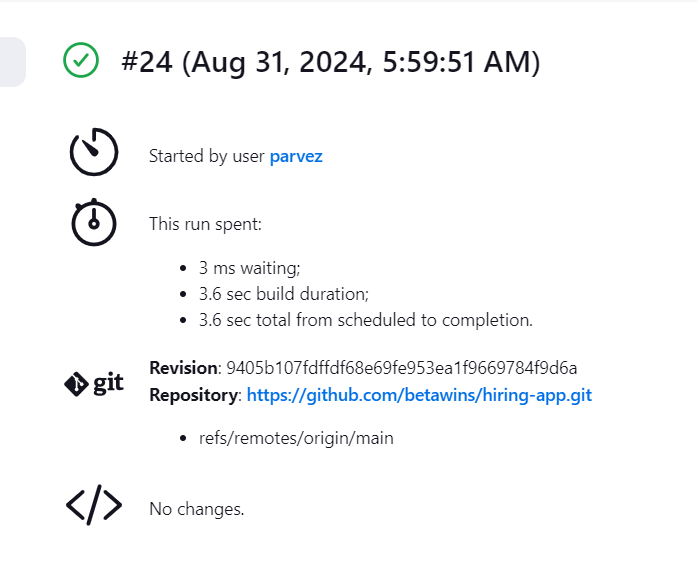 #24 (Aug 31, 2024, 5:59:51 AM)
Started by user parvez
This run spent:
3 ms waiting;
3.6 sec build duration;
3.6 sec total from scheduled to completion.
git
Revision: 9405b107fdffdf68e69fe953ea1f9669784f9d6a
Repository: https://github.com/betawins/hiring-app.git
refs/remotes/origin/main
</> No changes.